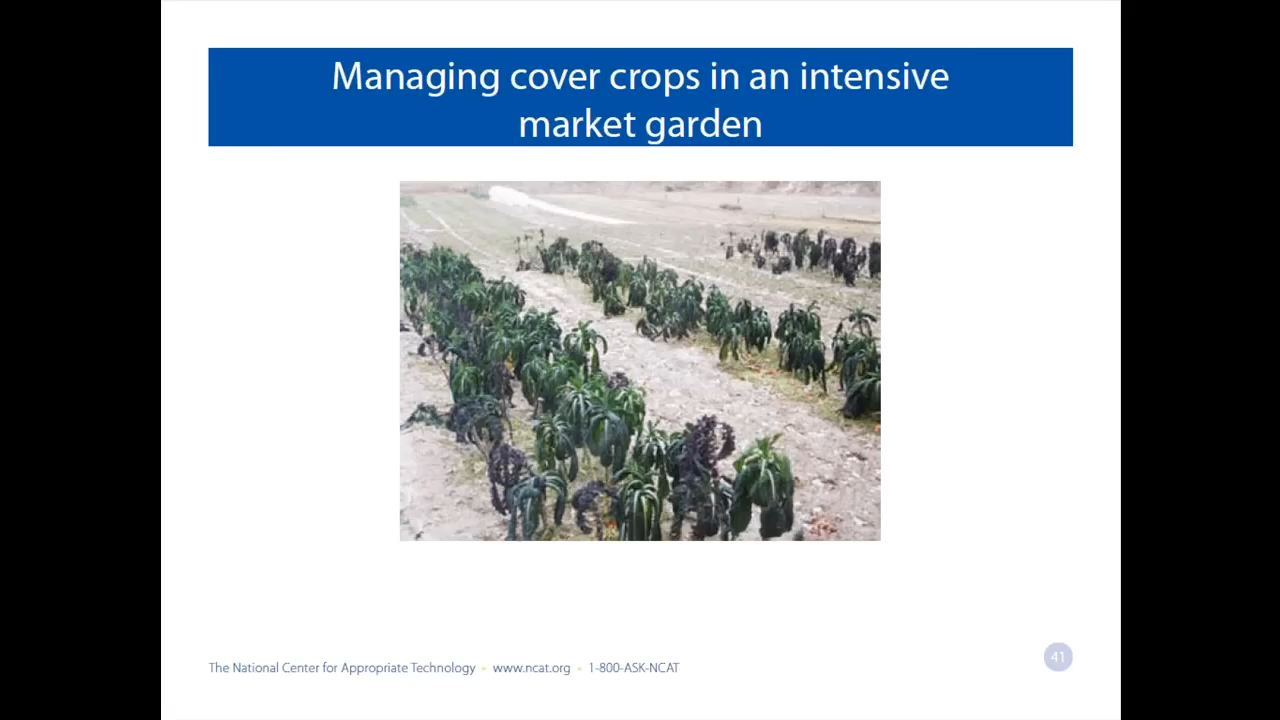 Managing cover crops in an intensive
market garden
The National Center for Appropriate Technology • www.ncat.org • 1-800-ASK-NCAT
41